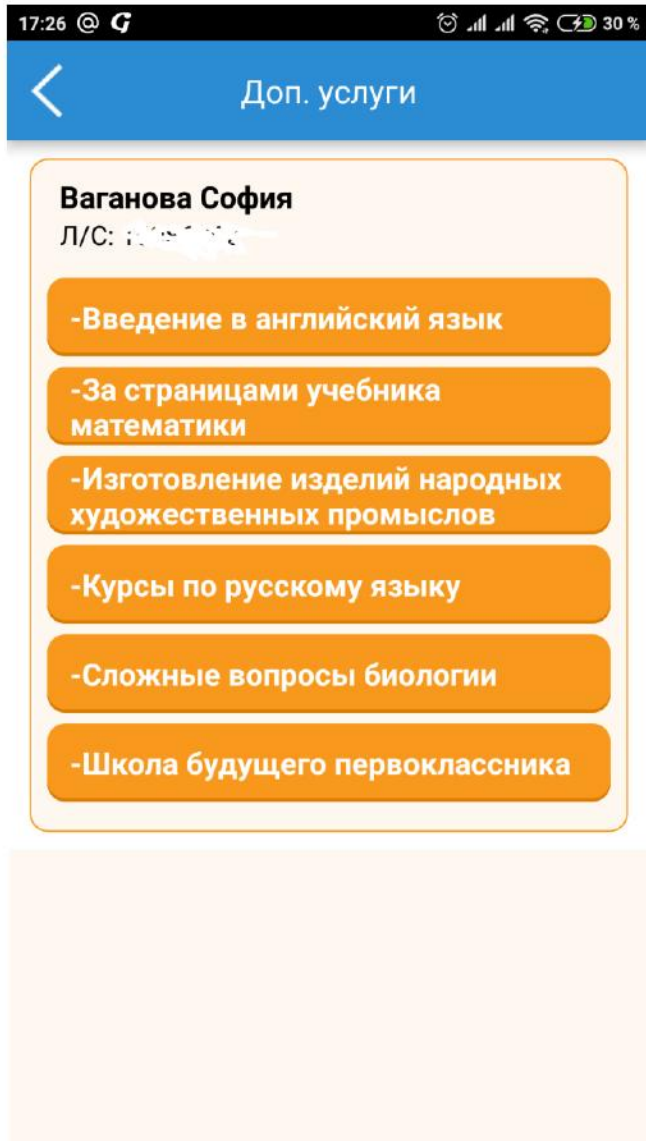 17:26 @ G 30 %
Доп. услуги
Ваганова София
Л/С:
-Введение в английский язык
-За страницами учебника
математики
-Изготовление изделий народных
художественных промыслов
-Курсы по русскому языку
-Сложные вопросы биологии
-Школа будущего первоклассника